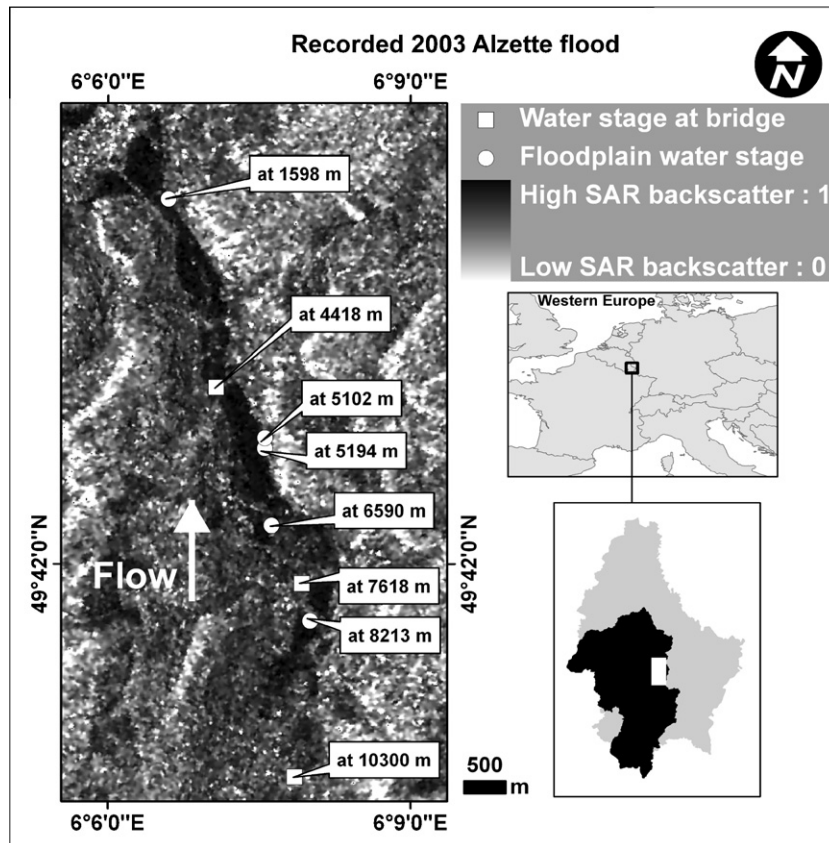 Recorded 2003 Alzette flood
N
6°6'0"E
6°9'0"E
Water stage at bridge
Floodplain water stage
High SAR backscatter : 1
Low SAR backscatter : 0
at 1598 m
at 4418 m
at 5102 m
at 5194 m
at 6590 m
at 7618 m
at 8213 m
at 10300 m
Flow
49°42'0"N
49°42'0"N
Western Europe
500
m
6°6'0"E
6°9'0"E